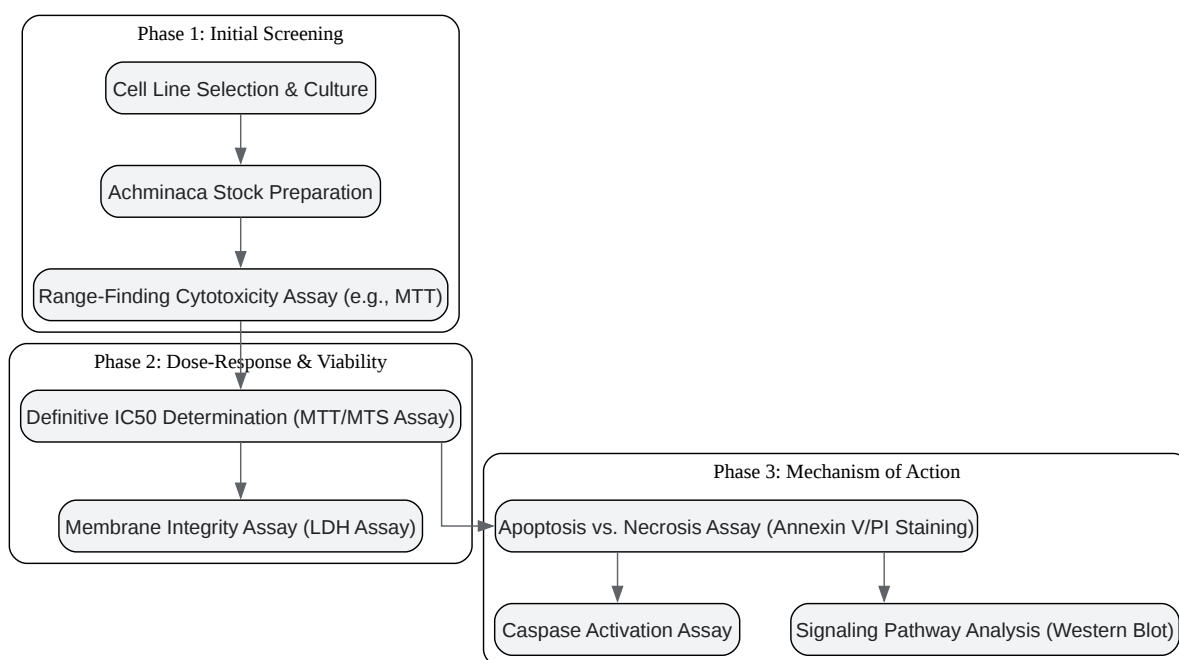 Phase 1: Initial Screening
Cell Line Selection & Culture
Achminaca Stock Preparation
Range-Finding Cytotoxicity Assay (e.g., MTT)
Phase 2: Dose-Response & Viability
Definitive IC50 Determination (MTT/MTS Assay)
Membrane Integrity Assay (LDH Assay)
Phase 3: Mechanism of Action
Apoptosis vs. Necrosis Assay (Annexin V/PI Staining)
Caspase Activation Assay
Signaling Pathway Analysis (Western Blot)